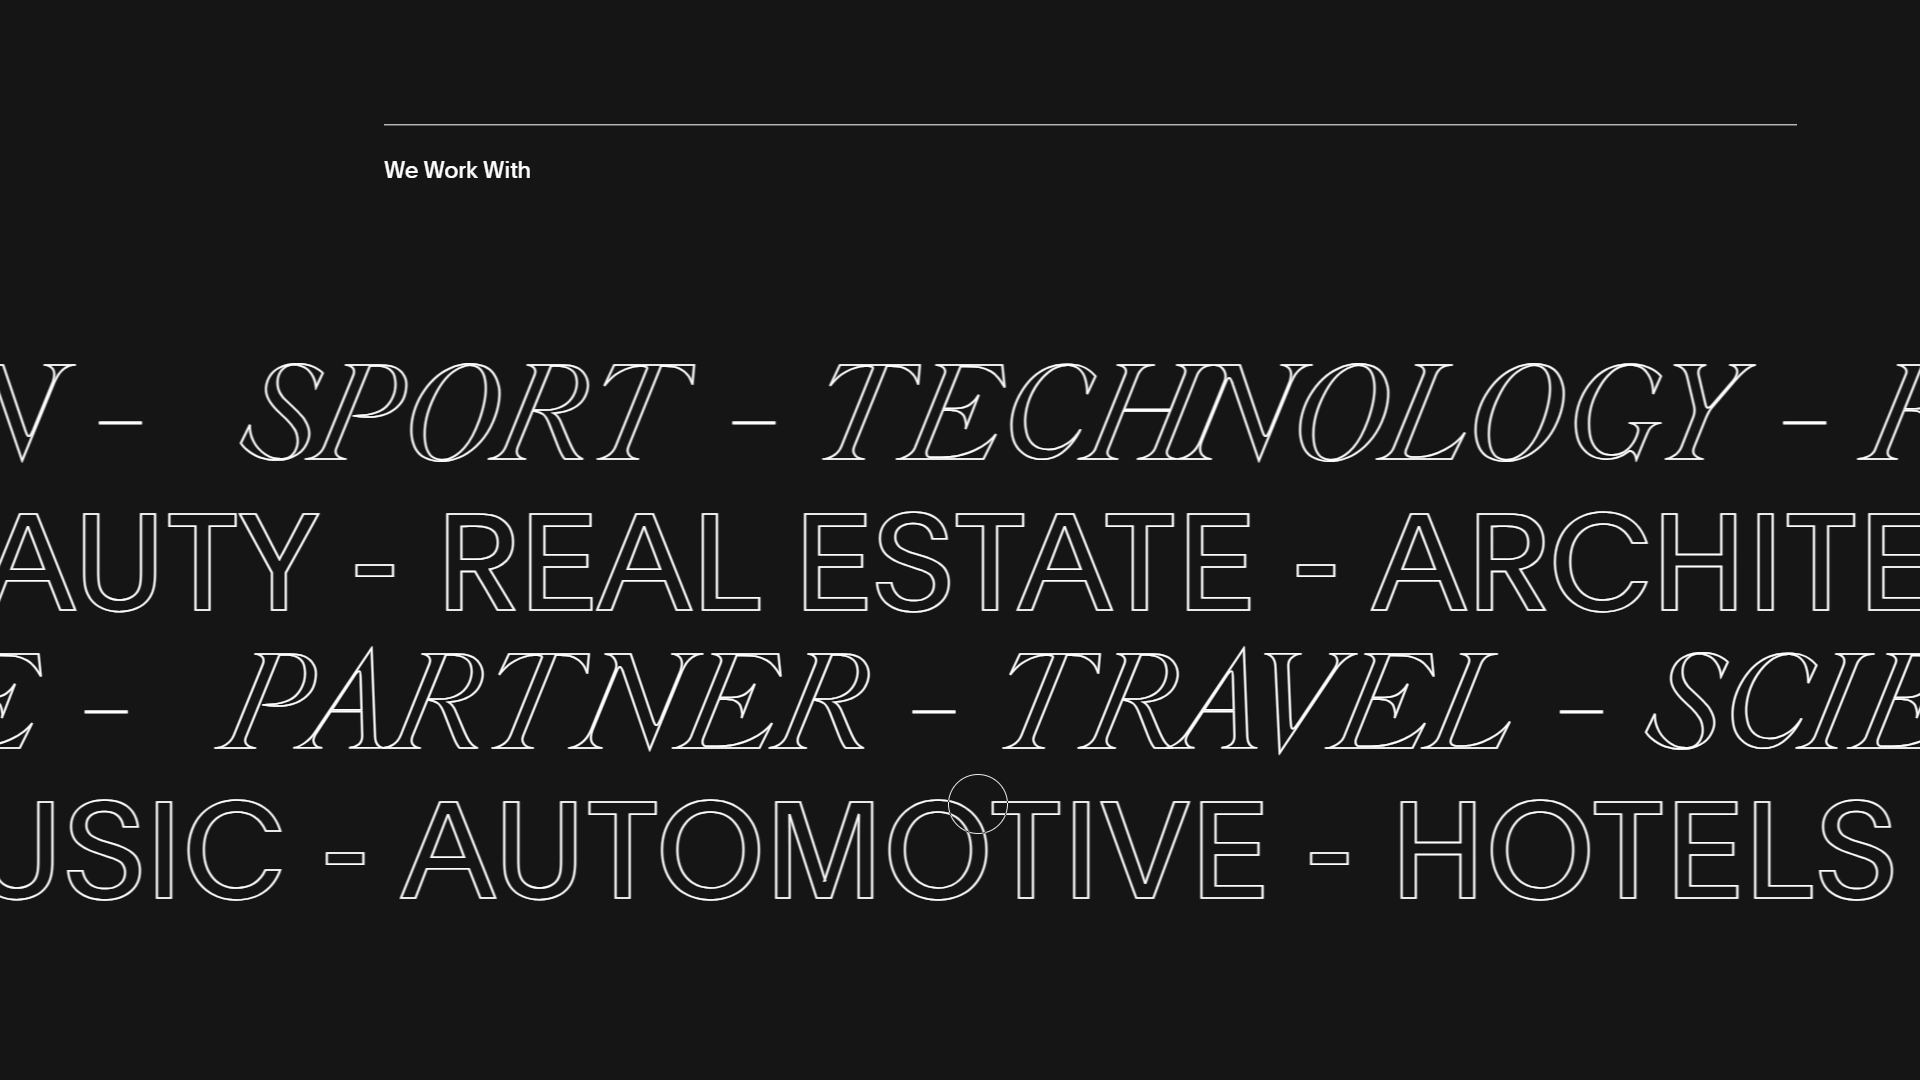 We Work With
N – SPORT – TECHNOLOGY –
AUTY - REAL ESTATE - ARCHITE
E – PARTNER – TRAVEL – SCIE
USIC - AUTOMOTIVE - HOTELS